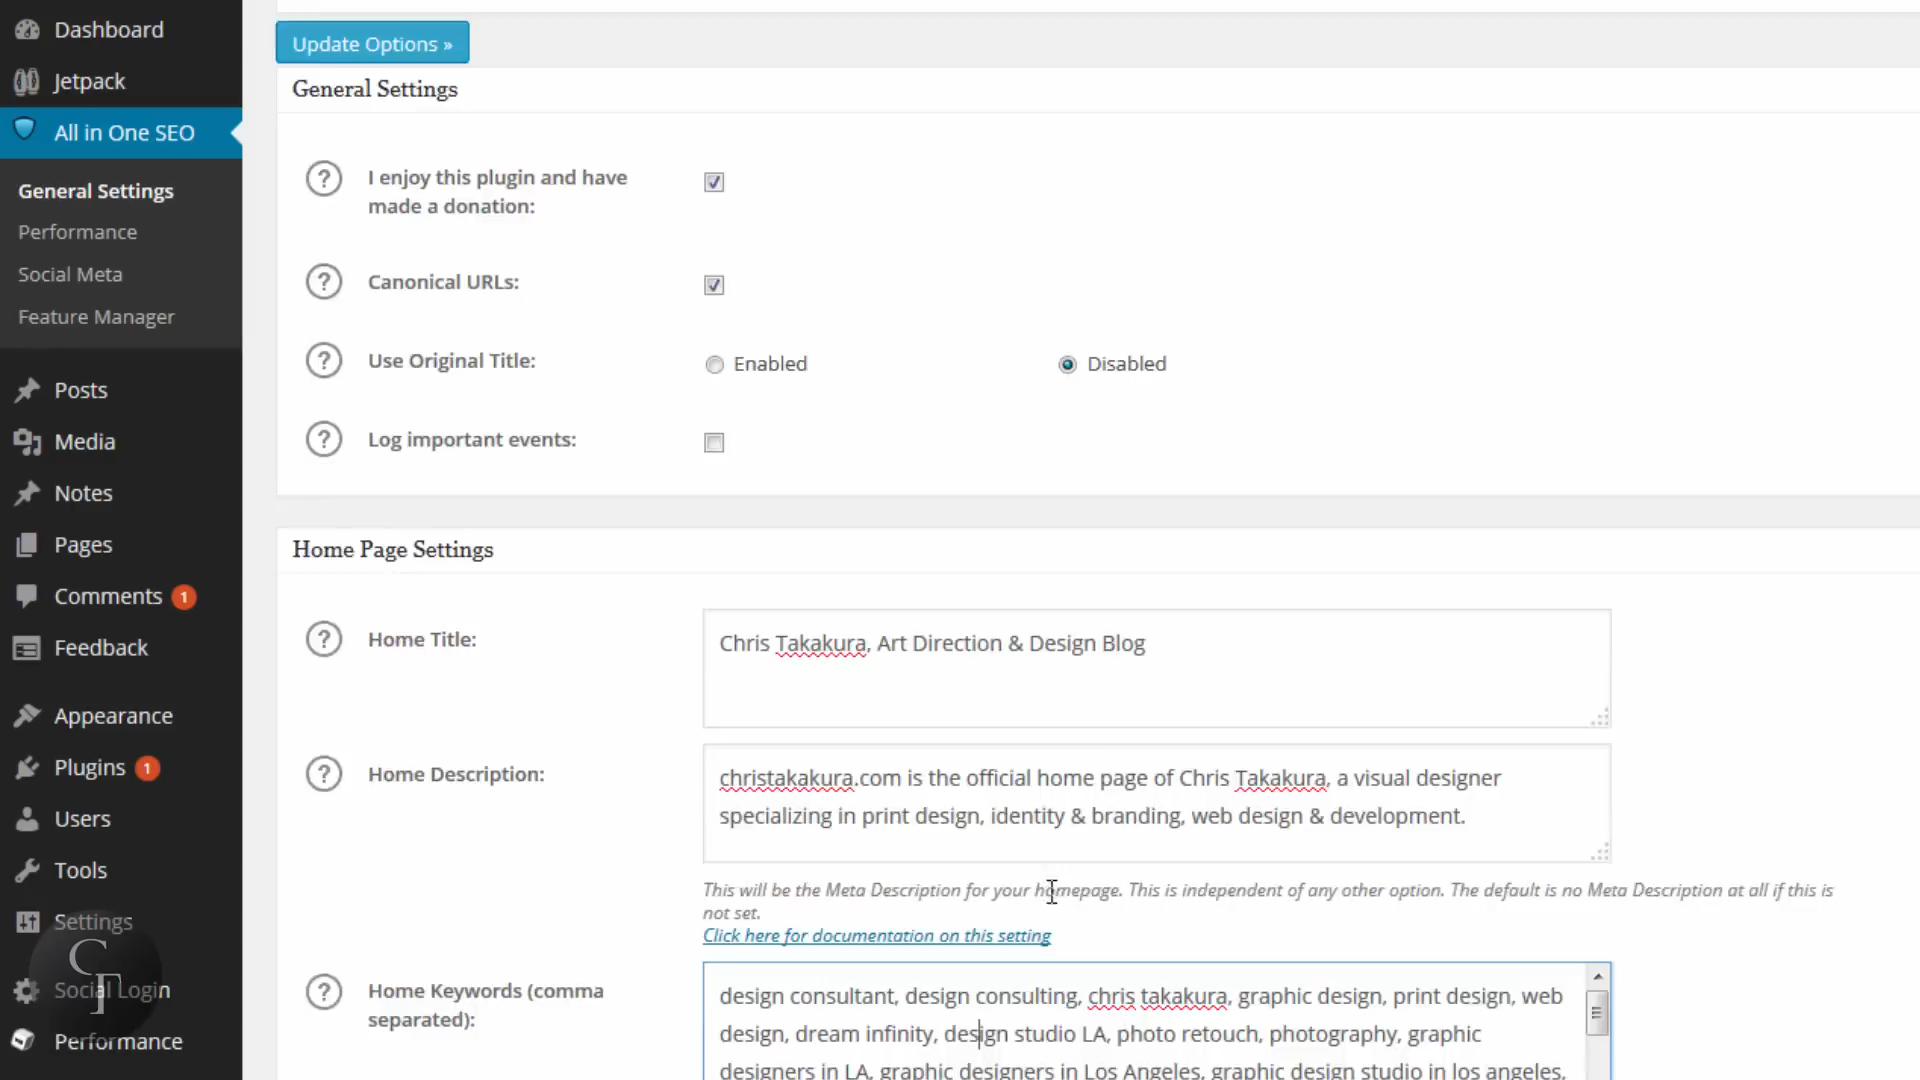 Dashboard
Jetpack
All in One SEO
General Settings
Performance
Social Meta
Feature Manager
Posts
Media
Notes
Pages
Comments 1
Feedback
Appearance
Plugins 1
Users
Tools
Settings
Social Login
Performance
Update Options »
General Settings
? I enjoy this plugin and have
made a donation:
? Canonical URLs:
? Use Original Title: Enabled Disabled
? Log important events:
Home Page Settings
? Home Title: Chris Takakura, Art Direction & Design Blog
? Home Description: christakakura.com is the official home page of Chris Takakura, a visual designer
specializing in print design, identity & branding, web design & development.
This will be the Meta Description for your homepage. This is independent of any other option. The default is no Meta Description at all if this is
not set.
Click here for documentation on this setting
? Home Keywords (comma
separated):
design consultant, design consulting, chris takakura, graphic design, print design, web
design, dream infinity, design studio LA, photo retouch, photography, graphic
designers in LA, graphic designers in Los Angeles, graphic design studio in los angeles,